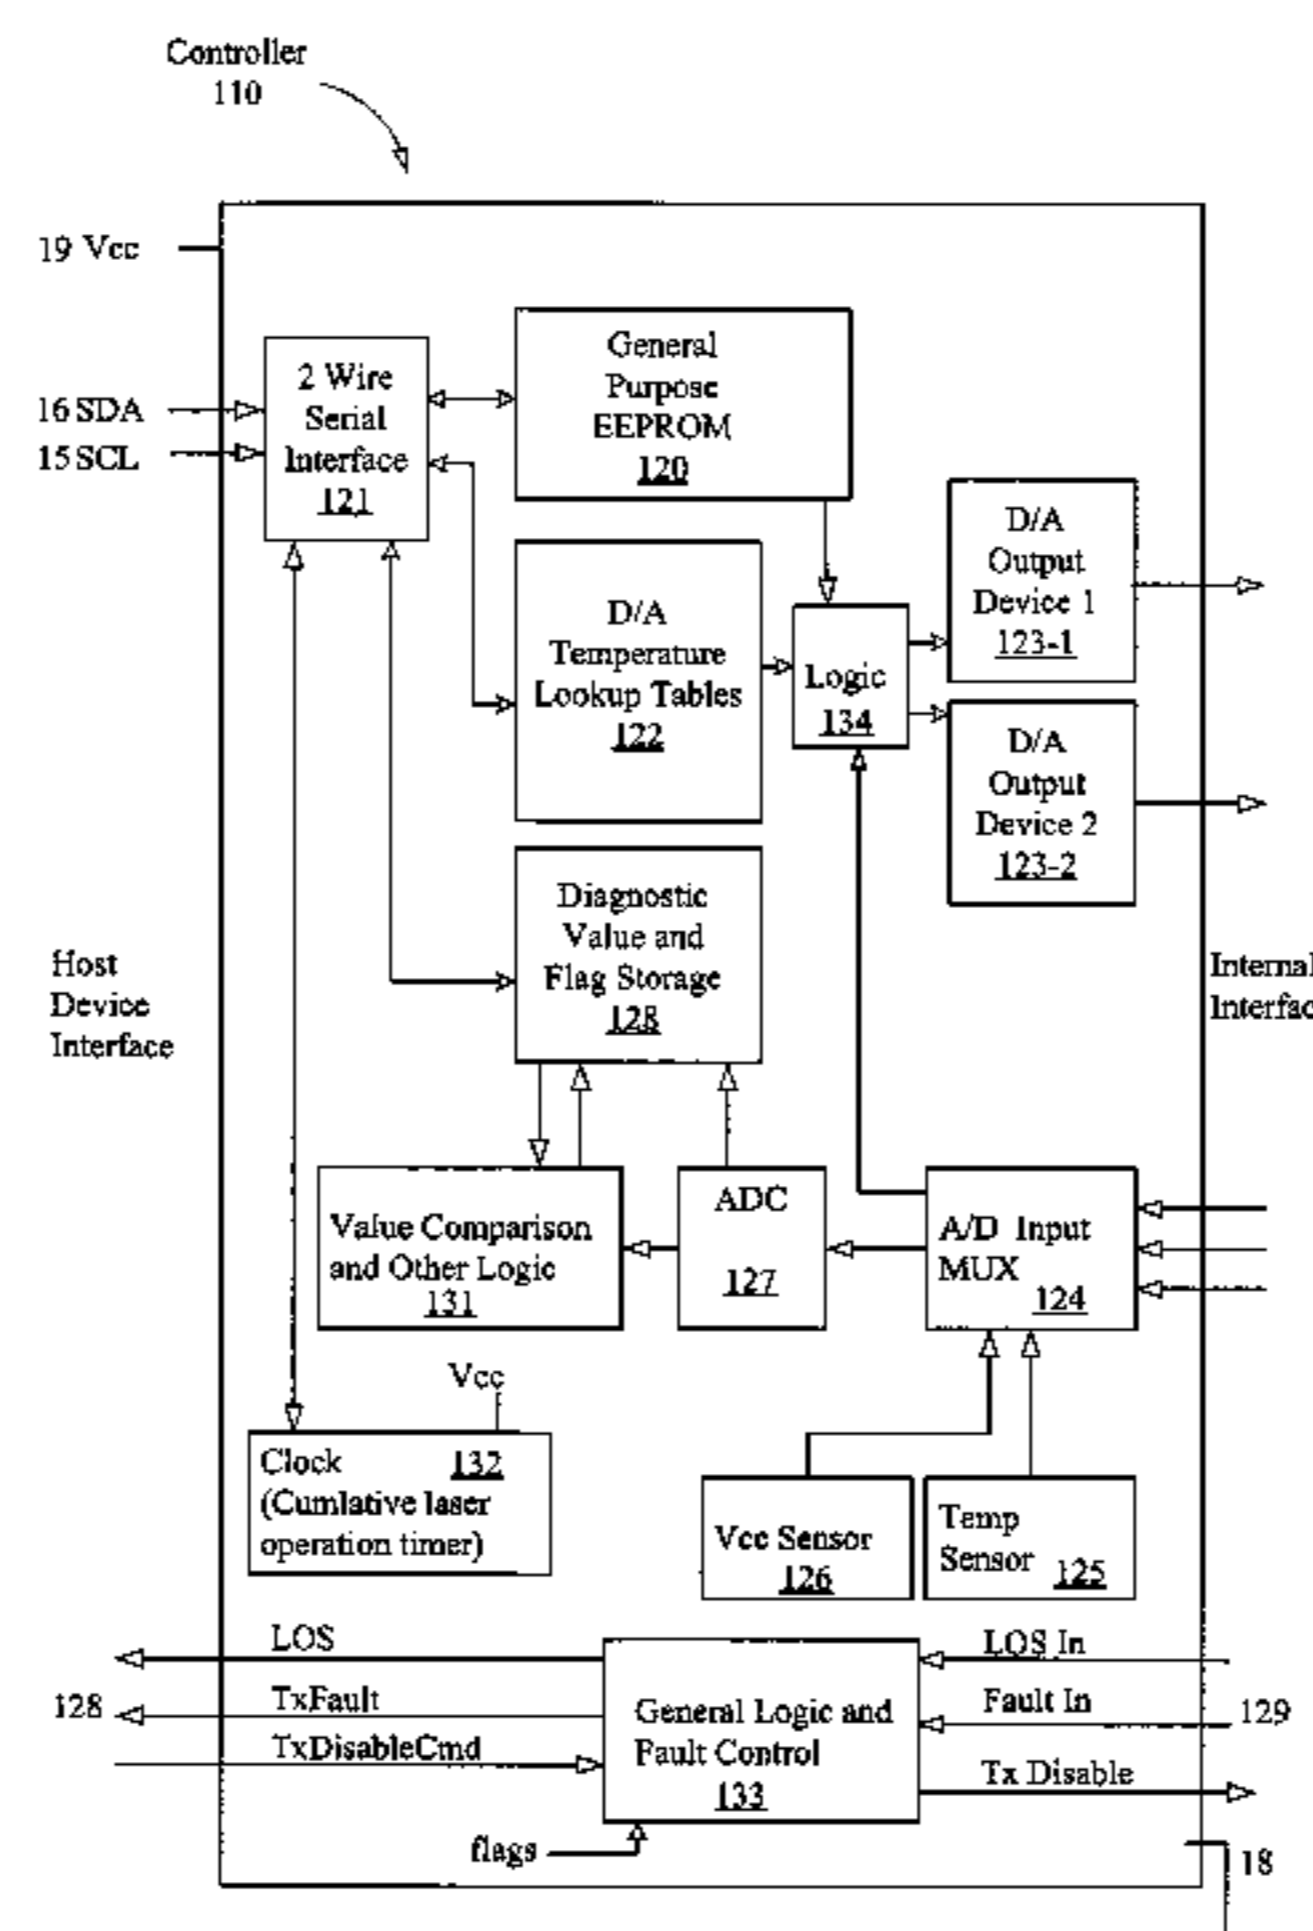 Controller
110
19 Vcc
16 SDA
15 SCL
2 Wire
Serial
Interface
121
General
Purpose
EEPROM
120
D/A
Temperature
Lookup Tables
122
Logic
134
D/A
Output
Device 1
123-1
D/A
Output
Device 2
123-2
Diagnostic
Value and
Flag Storage
128
Host
Device
Interface
Internal
Interfac
Value Comparison
and Other Logic
131
ADC
127
A/D Input
MUX
124
Vcc
Clock 132
(Cumlative laser
operation timer)
Vcc Sensor
126
Temp
Sensor 125
LOS
TxFault
TxDisableCmd
128
General Logic and
Fault Control
133
LOS In
Fault In
Tx Disable
129
flags
18